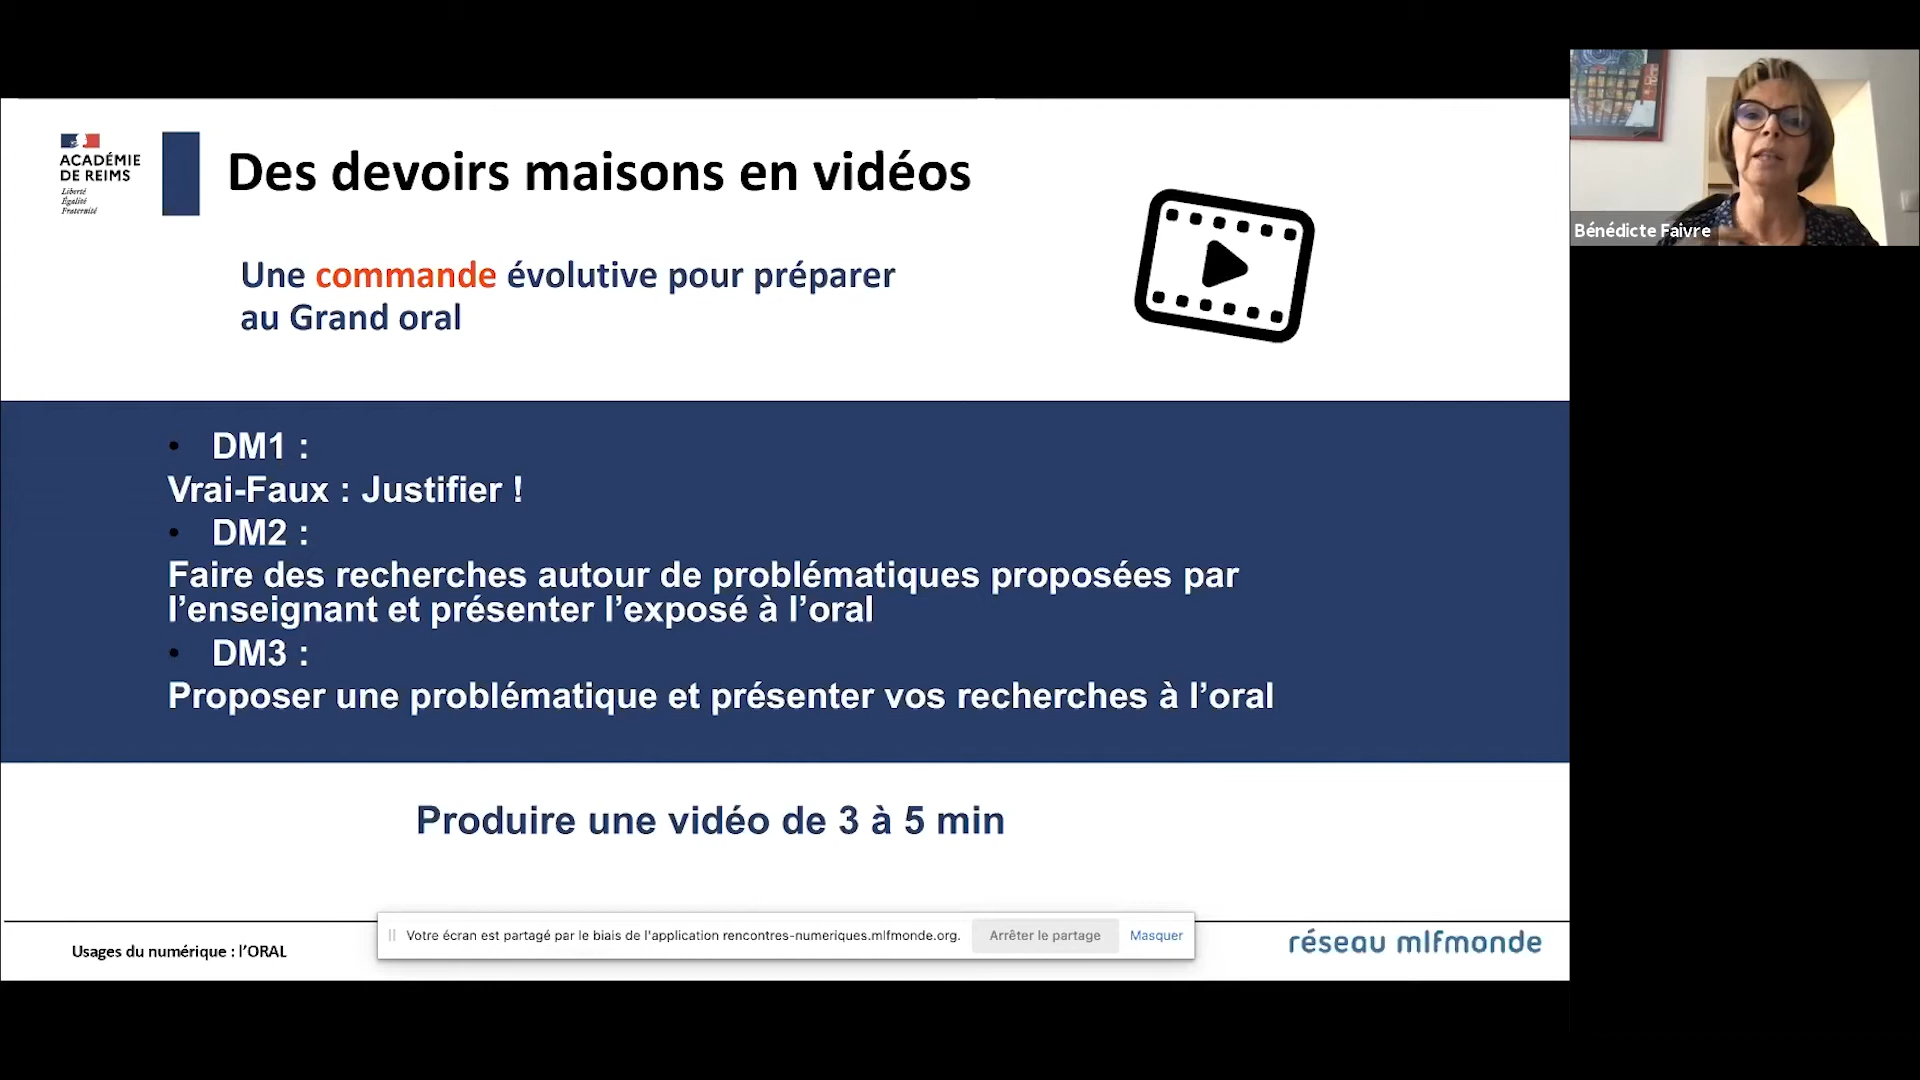 ACADÉMIE
DE REIMS
Liberté
Égalité
Fraternité
Des devoirs maisons en vidéos
Une commande évolutive pour préparer
au Grand oral
Bénédicte Faivre
• DM1 :
Vrai-Faux : Justifier !
• DM2 :
Faire des recherches autour de problématiques proposées par
l’enseignant et présenter l’exposé à l’oral
• DM3 :
Proposer une problématique et présenter vos recherches à l’oral
Produire une vidéo de 3 à 5 min
Votre écran est partagé par le biais de l'application rencontres-numeriques.mlfmonde.org.
Arrêter le partage
Masquer
Usages du numérique : l’ORAL
réseau mlfmonde